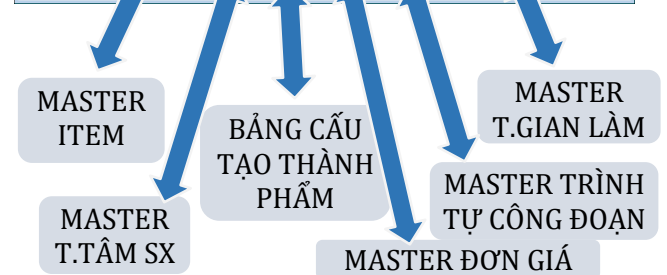 MASTER
ITEM
MASTER
T.TÂM SX
BẢNG CẤU
TẠO THÀNH
PHẨM
MASTER ĐƠN GIÁ
MASTER TRÌNH
TỰ CÔNG ĐOẠN
MASTER
T.GIAN LÀM